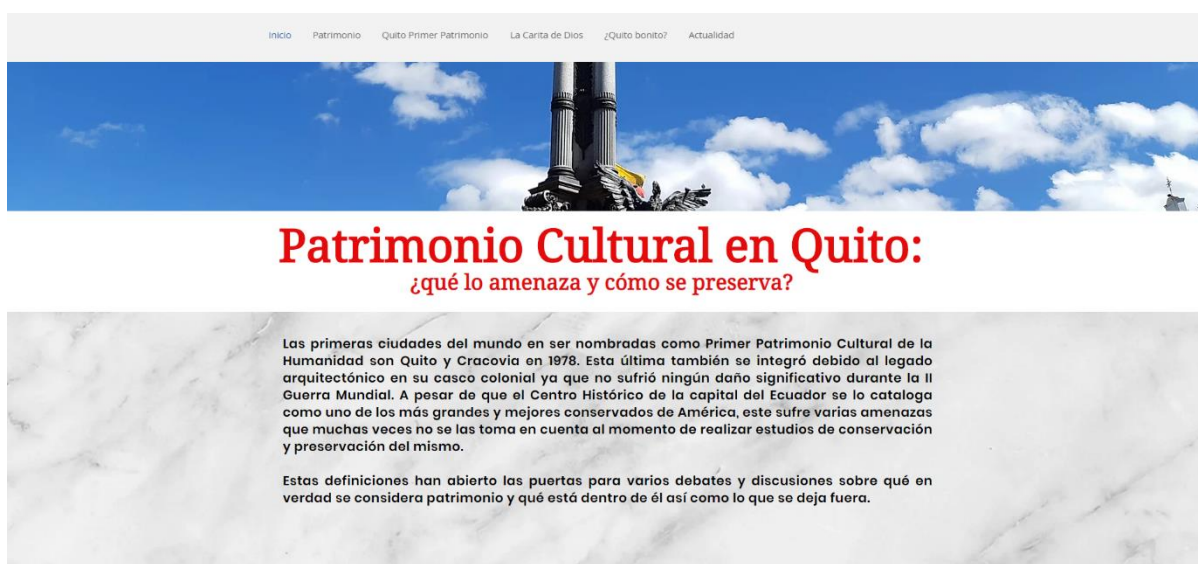 Inicio Patrimonio Quito Primer Patrimonio La Carita de Dios ¿Quito bonito? Actualidad
Patrimonio Cultural en Quito:
¿qué lo amenaza y cómo se preserva?
Las primeras ciudades del mundo en ser nombradas como Primer Patrimonio Cultural de la
Humanidad son Quito y Cracovia en 1978. Esta última también se integró debido al legado
arquitectónico en su casco colonial ya que no sufrió ningún daño significativo durante la II
Guerra Mundial. A pesar de que el Centro Histórico de la capital del Ecuador se lo cataloga
como uno de los más grandes y mejores conservados de América, este sufre varias amenazas
que muchas veces no se las toma en cuenta al momento de realizar estudios de conservación
y preservación del mismo.
Estas definiciones han abierto las puertas para varios debates y discusiones sobre qué en
verdad se considera patrimonio y qué está dentro de él así como lo que se deja fuera.